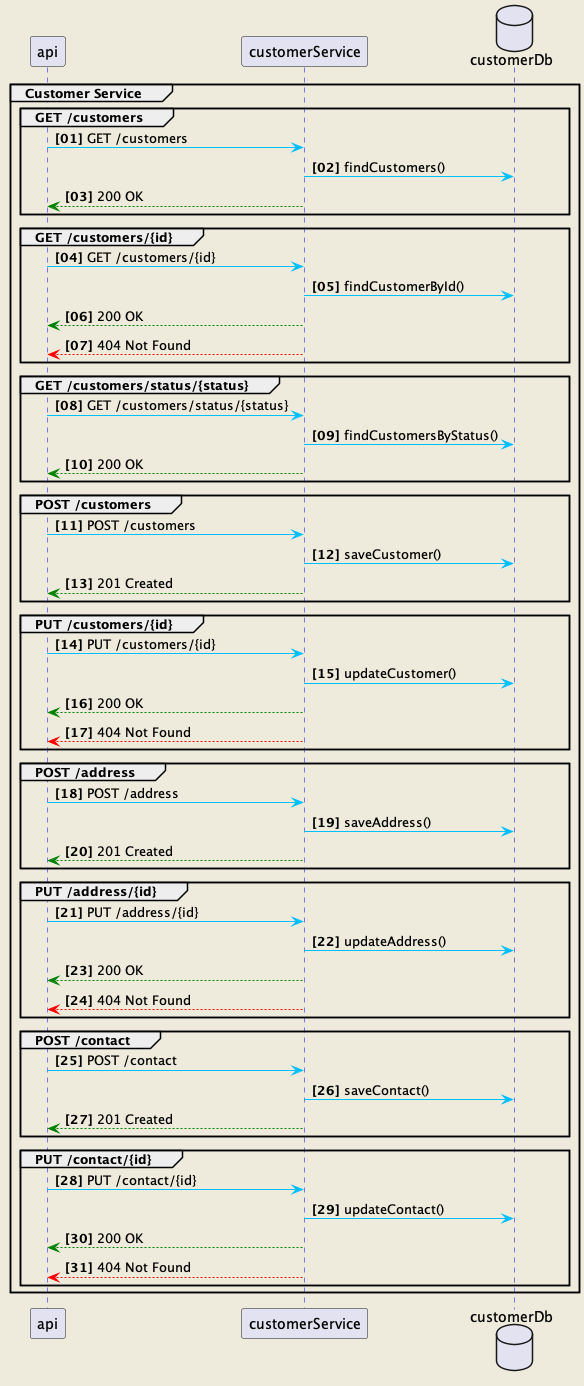 customerDb
api
customerService
Customer Service
GET /customers
[01] GET /customers
[02] findCustomers()
[03] 200 OK
GET /customers/{id}
[04] GET /customers/{id}
[05] findCustomerById()
[06] 200 OK
[07] 404 Not Found
GET /customers/status/{status}
[08] GET /customers/status/{status}
[09] findCustomersByStatus()
[10] 200 OK
POST /customers
[11] POST /customers
[12] saveCustomer()
[13] 201 Created
PUT /customers/{id}
[14] PUT /customers/{id}
[15] updateCustomer()
[16] 200 OK
[17] 404 Not Found
POST /address
[18] POST /address
[19] saveAddress()
[20] 201 Created
PUT /address/{id}
[21] PUT /address/{id}
[22] updateAddress()
[23] 200 OK
[24] 404 Not Found
POST /contact
[25] POST /contact
[26] saveContact()
[27] 201 Created
PUT /contact/{id}
[28] PUT /contact/{id}
[29] updateContact()
[30] 200 OK
[31] 404 Not Found
api
customerService
customerDb